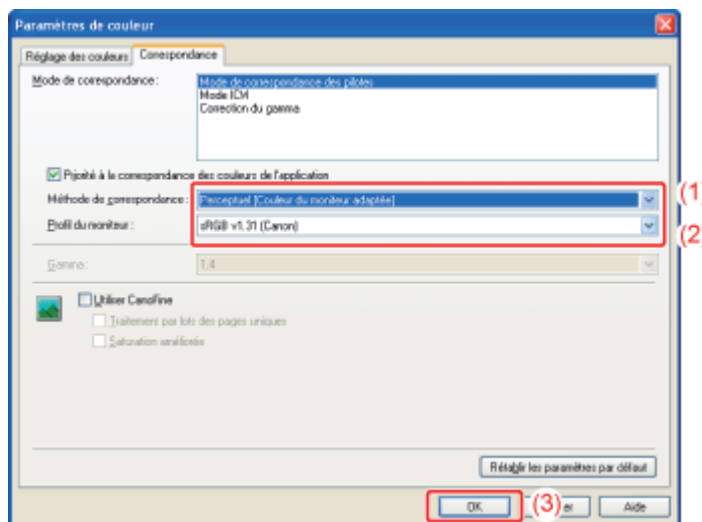 Paramètres de couleur
Réglage des couleurs
Correspondance
Mode de correspondance :
Mode de correspondance des pilotes
Mode ICM
Correction du gamma
Priorité à la correspondance des couleurs de l'application
Méthode de correspondance :
Perceptuel [Couleur du moniteur adaptée]
(1)
Profil du moniteur :
sRGB v1.31 (Canon)
(2)
Gamma :
1.4
Utiliser CanoFine
Traitement par lots des pages uniques
Saturation améliorée
Rétablir les paramètres par défaut
OK
(3)
er
Aide